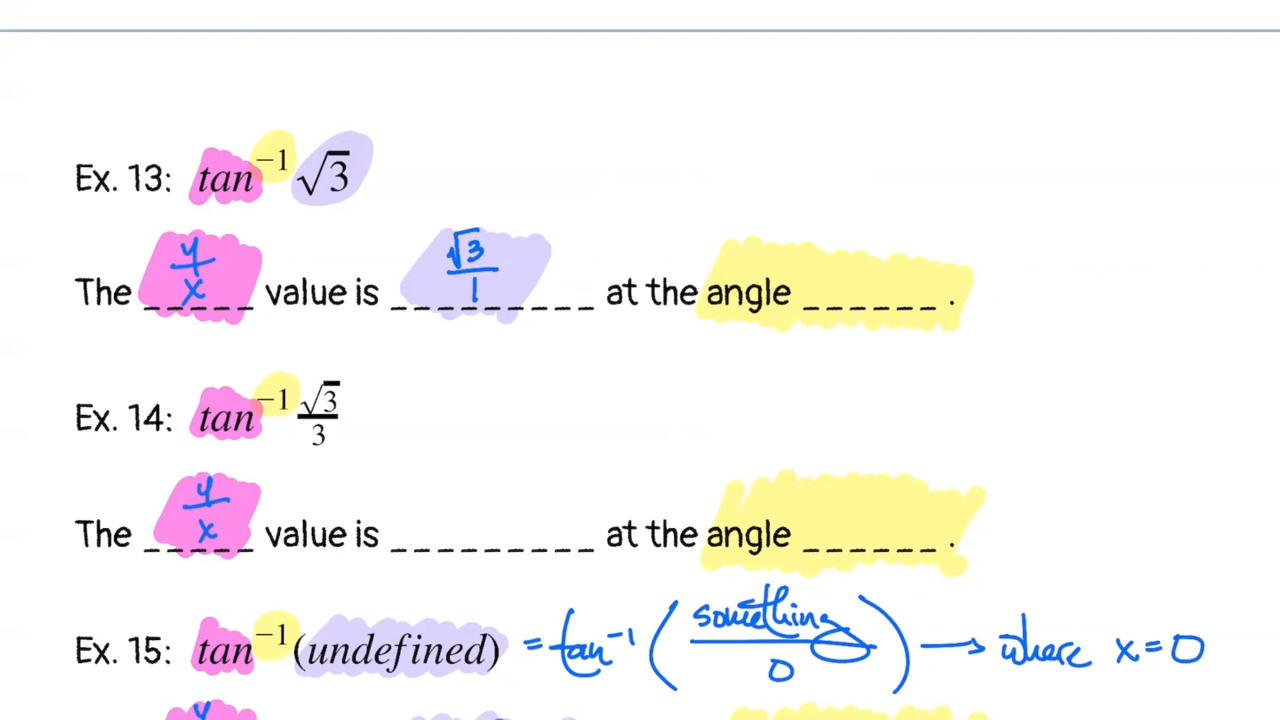 Ex. 13: tan⁻¹ √3
The y/x value is √3/1 at the angle ______ .
Ex. 14: tan⁻¹ √3/3
The y/x value is _________ at the angle ______ .
Ex. 15: tan⁻¹ (undefined) = tan⁻¹ (something/0) → where x = 0
y